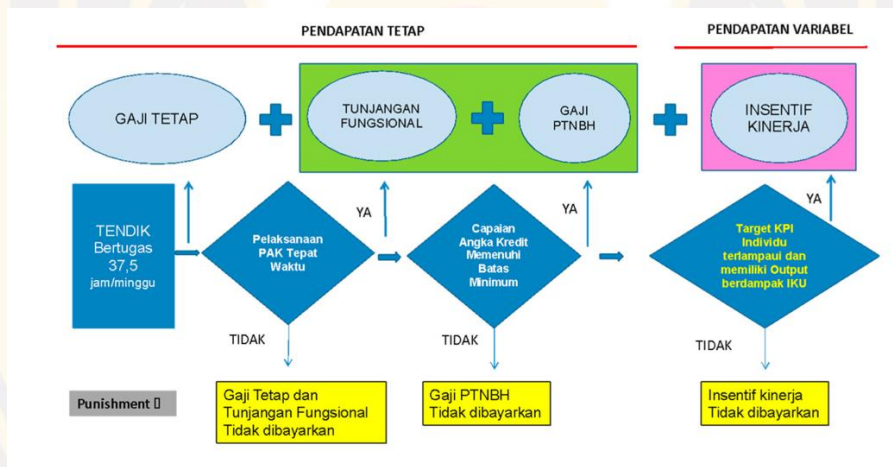 PENDAPATAN TETAP
PENDAPATAN VARIABEL
GAJI TETAP
TUNJANGAN
FUNGSIONAL
GAJI
PTNBH
INSENTIF
KINERJA
TENDIK
Bertugas
37,5
jam/minggu
Pelaksanaan
PAK Tepat
Waktu
YA
Capaian
Angka Kredit
Memenuhi
Batas
Minimum
YA
Target KPI
Individu
terlampaui dan
memiliki Output
berdampak IKU
YA
TIDAK
TIDAK
TIDAK
Punishment
Gaji Tetap dan
Tunjangan Fungsional
Tidak dibayarkan
Gaji PTNBH
Tidak dibayarkan
Insentif kinerja
Tidak dibayarkan